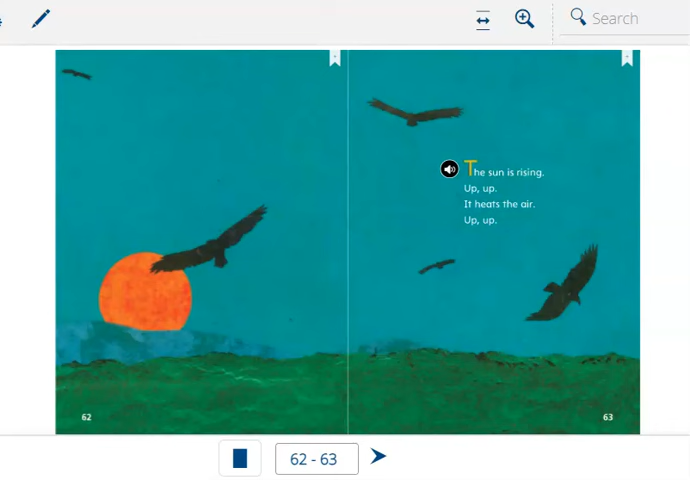 Search
The sun is rising.
Up, up.
It heats the air.
Up, up.
62
63
62 - 63